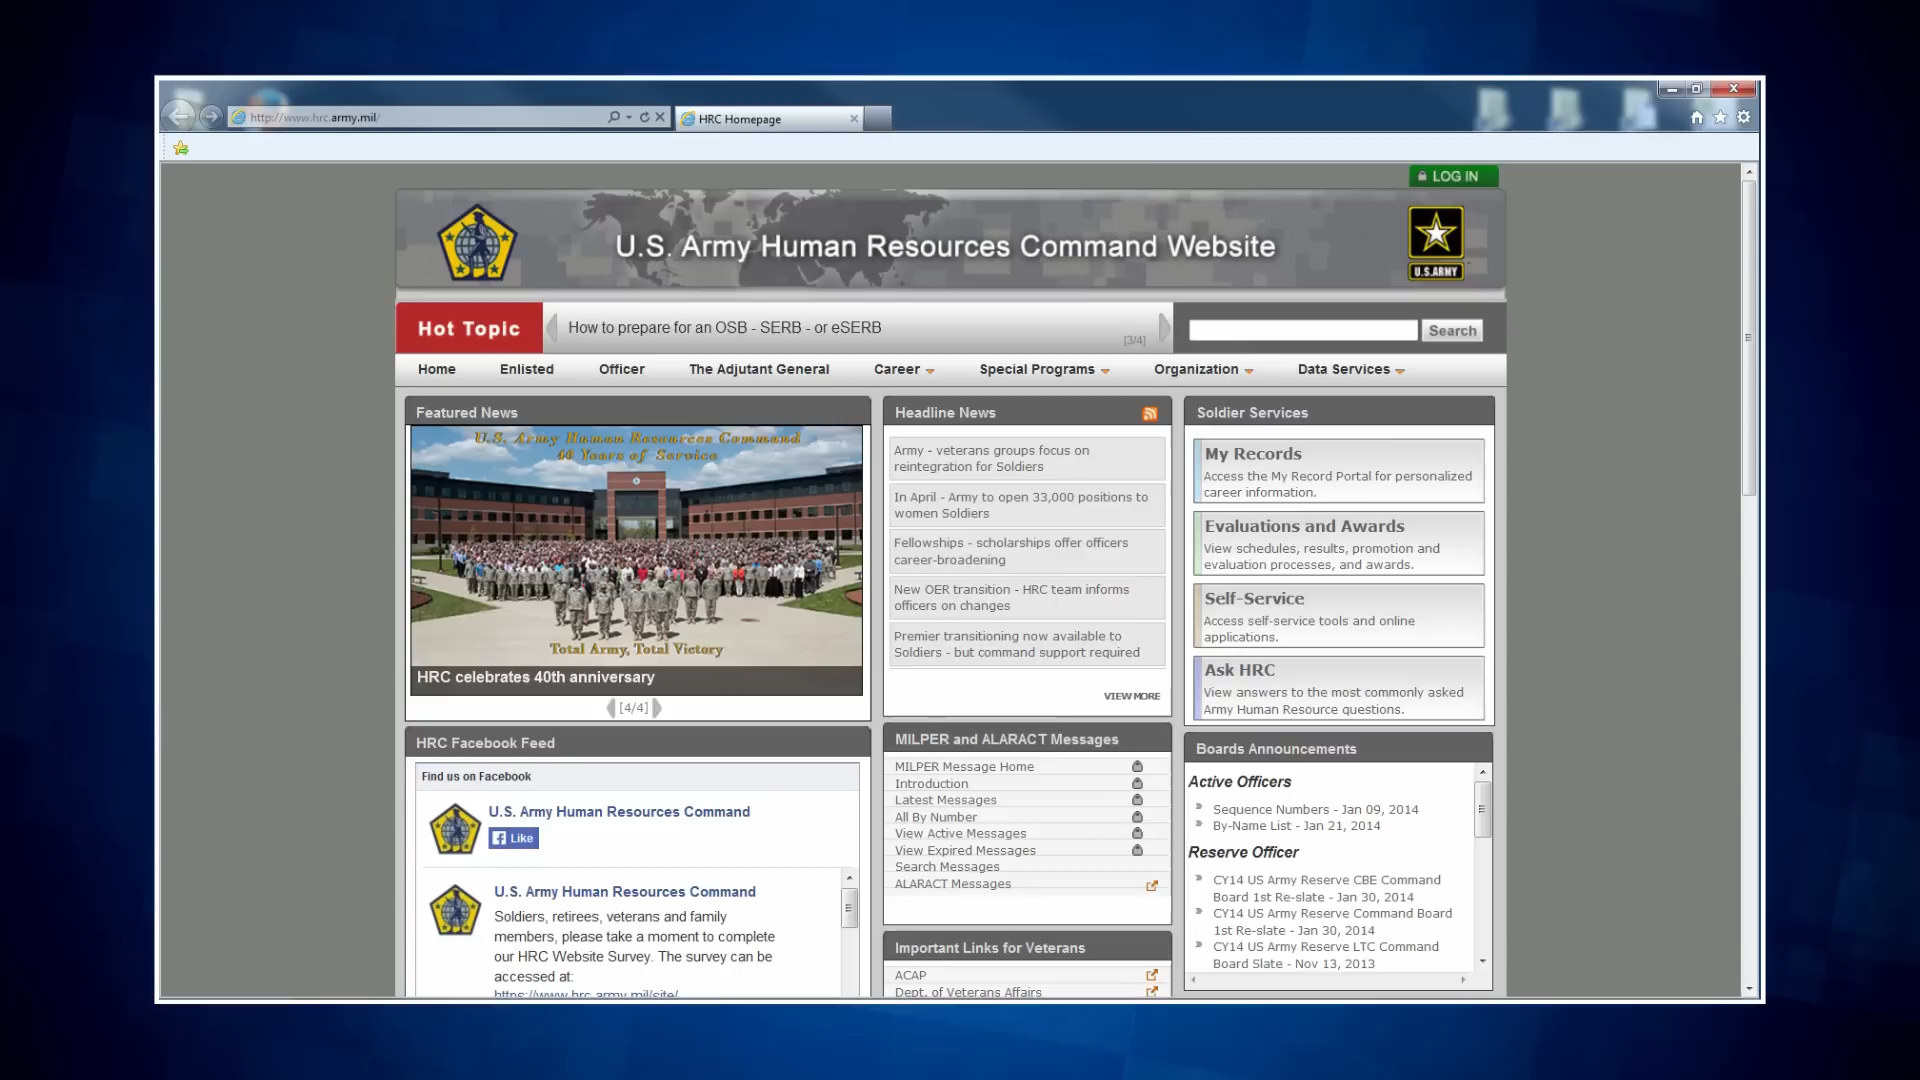 http://www.hrc.army.mil/
HRC Homepage
LOG IN
U.S. Army Human Resources Command Website
U.S.ARMY
Hot Topic
How to prepare for an OSB - SERB - or eSERB
[3/4]
Search
Home
Enlisted
Officer
The Adjutant General
Career
Special Programs
Organization
Data Services
Featured News
U.S. Army Human Resources Command
40 Years of Service
Total Army, Total Victory
HRC celebrates 40th anniversary
[4/4]
HRC Facebook Feed
Find us on Facebook
U.S. Army Human Resources Command
Like
U.S. Army Human Resources Command
Soldiers, retirees, veterans and family
members, please take a moment to complete
our HRC Website Survey. The survey can be
accessed at:
https://www.hrc.army.mil/site/
Headline News
Army - veterans groups focus on
reintegration for Soldiers
In April - Army to open 33,000 positions to
women Soldiers
Fellowships - scholarships offer officers
career-broadening
New OER transition - HRC team informs
officers on changes
Premier transitioning now available to
Soldiers - but command support required
VIEW MORE
MILPER and ALARACT Messages
MILPER Message Home
Introduction
Latest Messages
All By Number
View Active Messages
View Expired Messages
Search Messages
ALARACT Messages
Important Links for Veterans
ACAP
Dept. of Veterans Affairs
Soldier Services
My Records
Access the My Record Portal for personalized
career information.
Evaluations and Awards
View schedules, results, promotion and
evaluation processes, and awards.
Self-Service
Access self-service tools and online
applications.
Ask HRC
View answers to the most commonly asked
Army Human Resource questions.
Boards Announcements
Active Officers
Sequence Numbers - Jan 09, 2014
By-Name List - Jan 21, 2014
Reserve Officer
CY14 US Army Reserve CBE Command
Board 1st Re-slate - Jan 30, 2014
CY14 US Army Reserve Command Board
1st Re-slate - Jan 30, 2014
CY14 US Army Reserve LTC Command
Board Slate - Nov 13, 2013